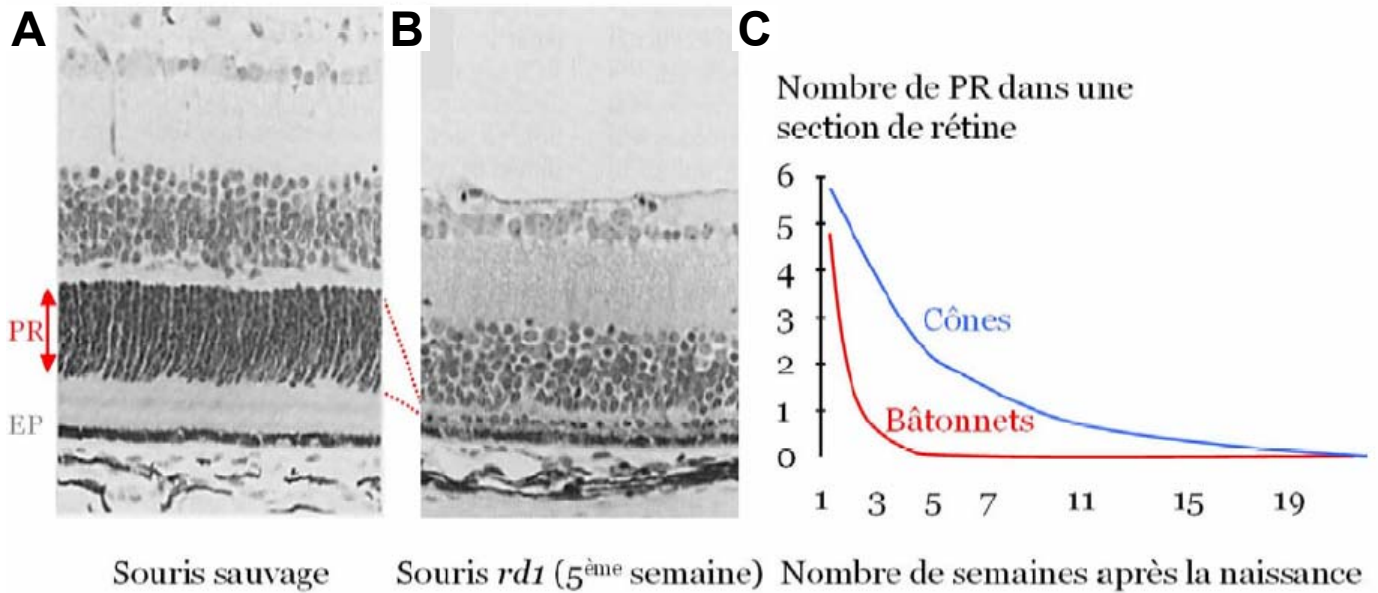 A
B
C
PR
EP
Souris sauvage
Souris rd1 (5ème semaine)
Nombre de PR dans une
section de rétine
6
5
4
3
2
1
0
Cônes
Bâtonnets
1 3 5 7 11 15 19
Nombre de semaines après la naissance